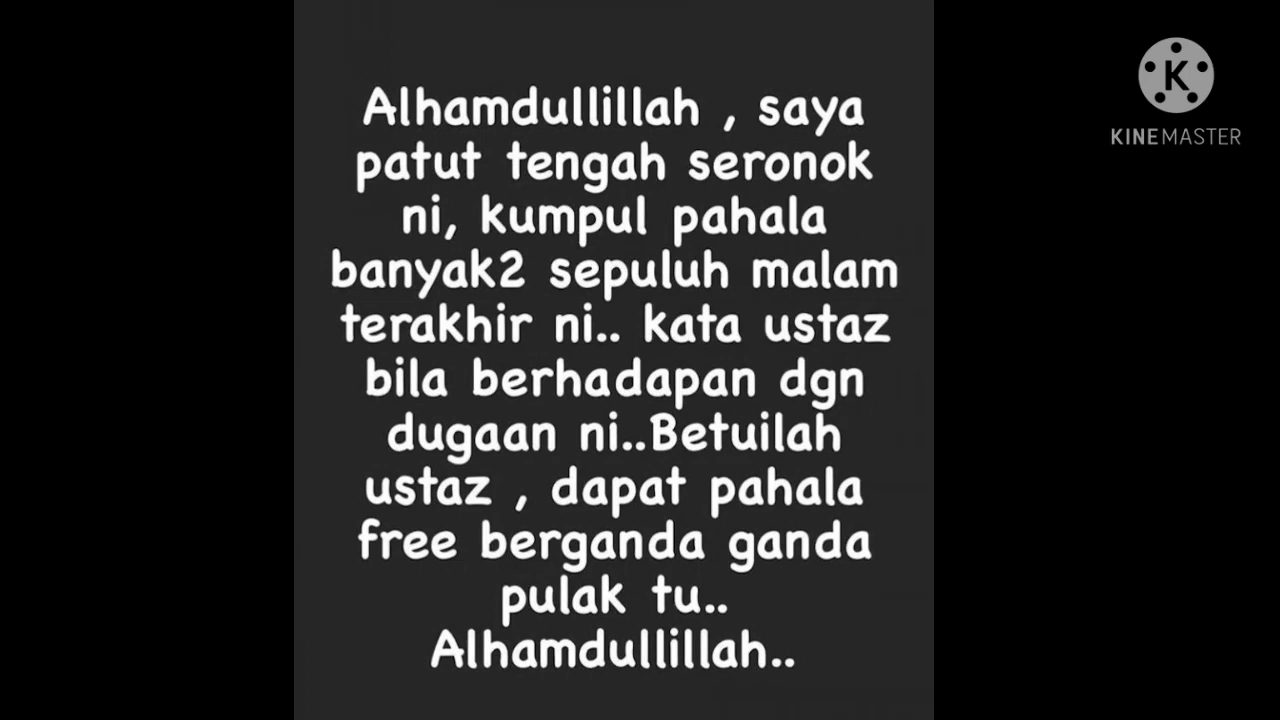 Alhamdullillah , saya
patut tengah seronok
ni, kumpul pahala
banyak2 sepuluh malam
terakhir ni.. kata ustaz
bila berhadapan dgn
dugaan ni..Betuilah
ustaz , dapat pahala
free berganda ganda
pulak tu..
Alhamdullillah..
K
KINEMASTER